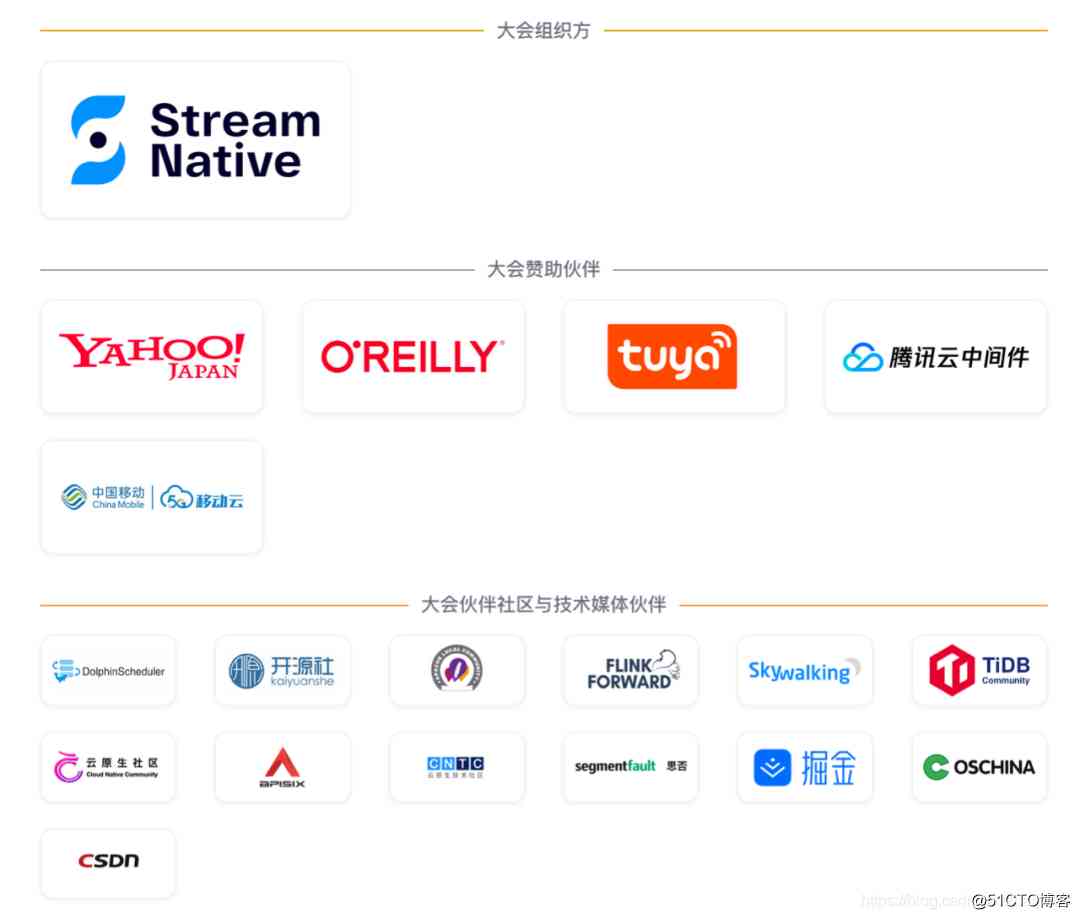 大会组织方
Stream
Native
大会赞助伙伴
YAHOO!
JAPAN
O'REILLY®
tuya
腾讯云中间件
中国移动
China Mobile
5G 移动云
大会伙伴社区与技术媒体伙伴
DolphinScheduler
开源社
kaiyuanshe
FLINK
FORWARD
Skywalking
TiDB
Community
云原生社区
Cloud Native Community
APISIX
CNTC
云原生技术社区
segmentfault 思否
掘金
OSCHINA
CSDN
@51CTO博客